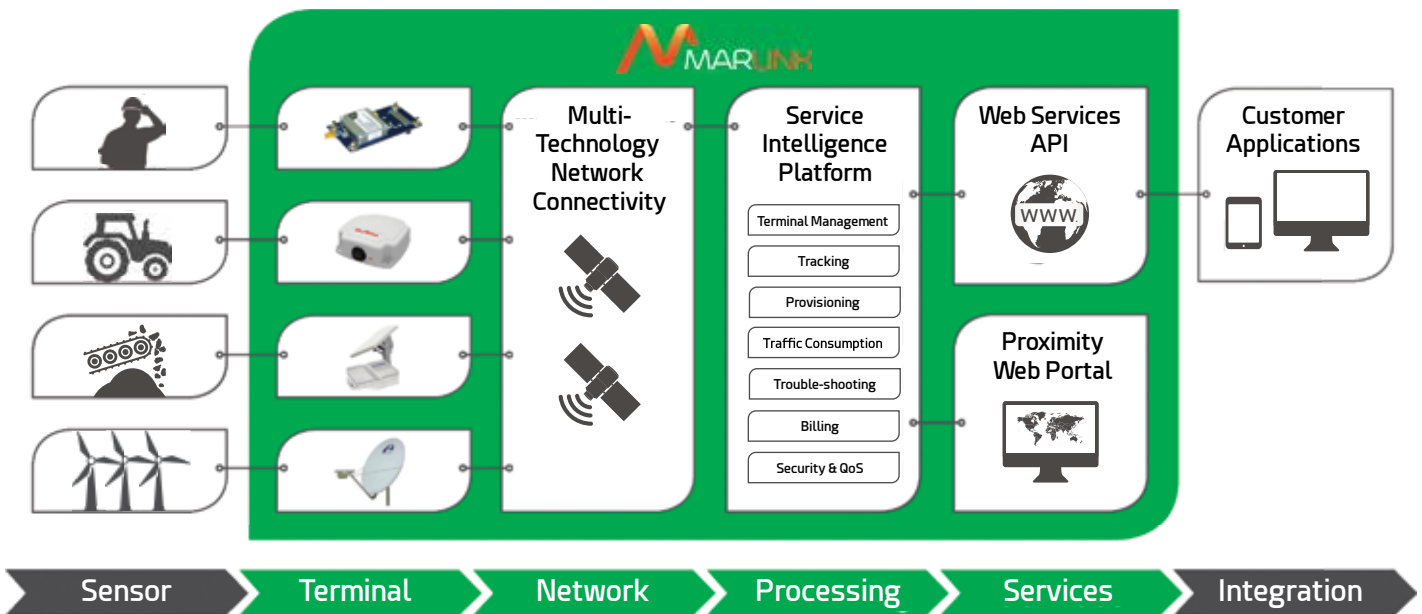 MARLINK
Multi-
Technology
Network
Connectivity
Service
Intelligence
Platform
Terminal Management
Tracking
Provisioning
Traffic Consumption
Trouble-shooting
Billing
Security & QoS
Web Services
API
www.
Proximity
Web Portal
Customer
Applications
Sensor
Terminal
Network
Processing
Services
Integration